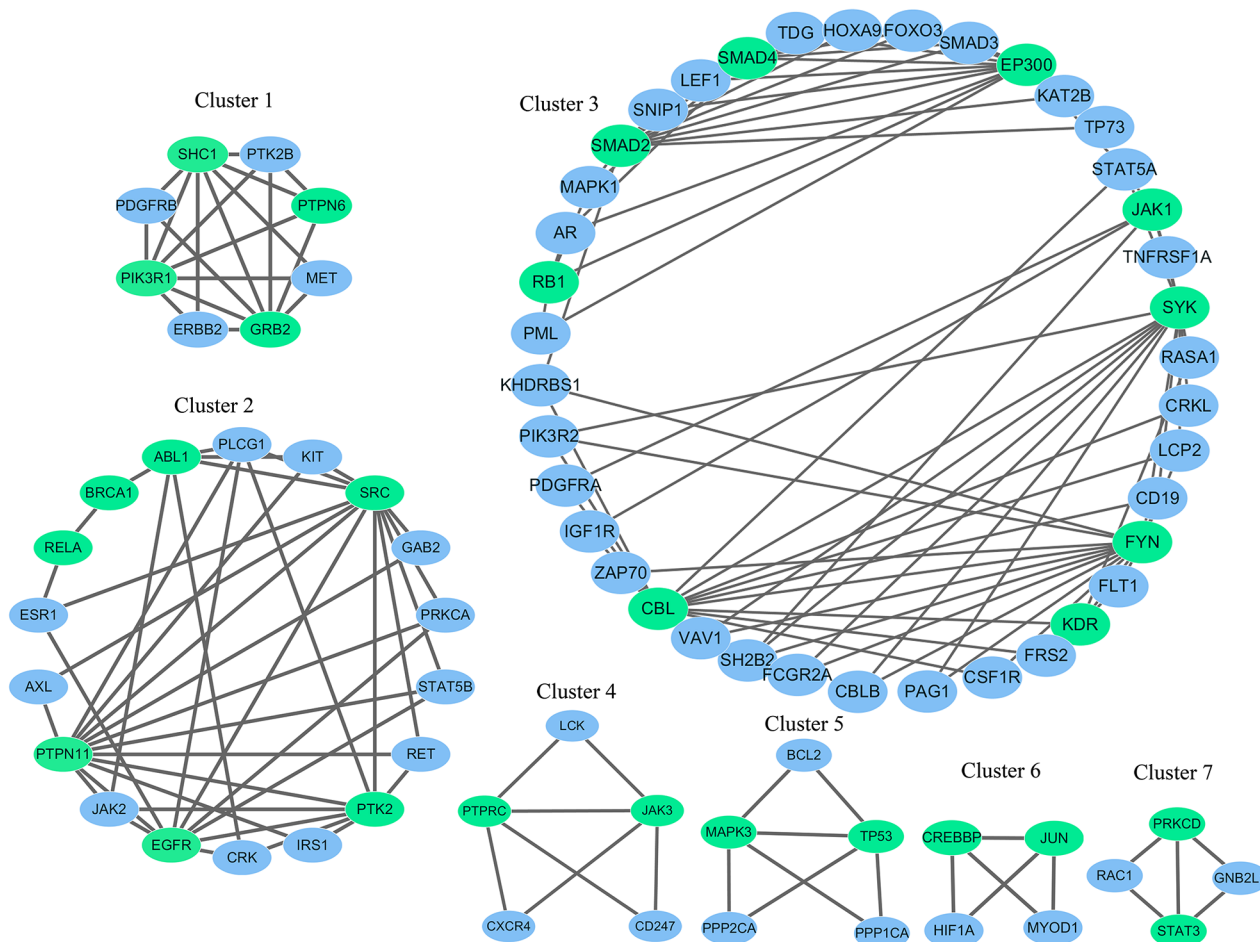 Cluster 1
SHC1
PTK2B
PDGFRB
PTPN6
PIK3R1
MET
ERBB2
GRB2
Cluster 2
ABL1
PLCG1
KIT
BRCA1
SRC
RELA
GAB2
ESR1
PRKCA
AXL
STAT5B
PTPN11
RET
JAK2
PTK2
EGFR
CRK
IRS1
Cluster 3
TDG
HOXA9
FOXO3
SMAD4
SMAD3
EP300
LEF1
KAT2B
SNIP1
TP73
SMAD2
STAT5A
MAPK1
JAK1
AR
TNFRSF1A
RB1
SYK
PML
RASA1
KHDRBS1
CRKL
PIK3R2
LCP2
PDGFRA
CD19
IGF1R
FYN
ZAP70
FLT1
CBL
KDR
VAV1
FRS2
SH2B2
FCGR2A
CSF1R
CBLB
PAG1
Cluster 4
LCK
PTPRC
JAK3
CXCR4
CD247
Cluster 5
BCL2
MAPK3
TP53
PPP2CA
PPP1CA
Cluster 6
CREBBP
JUN
HIF1A
MYOD1
Cluster 7
PRKCD
RAC1
GNB2L
STAT3